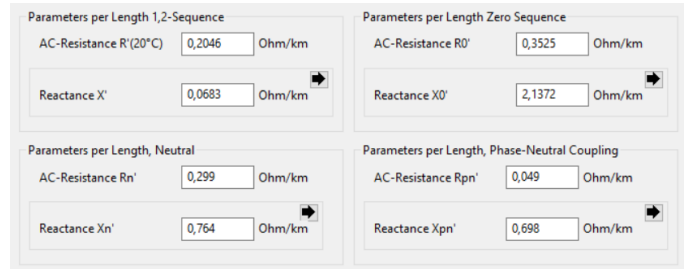 Parameters per Length 1,2-Sequence
AC-Resistance R'(20°C) 0,2046 Ohm/km
Reactance X' 0,0683 Ohm/km
Parameters per Length Zero Sequence
AC-Resistance R0' 0,3525 Ohm/km
Reactance X0' 2,1372 Ohm/km
Parameters per Length, Neutral
AC-Resistance Rn' 0,299 Ohm/km
Reactance Xn' 0,764 Ohm/km
Parameters per Length, Phase-Neutral Coupling
AC-Resistance Rpn' 0,049 Ohm/km
Reactance Xpn' 0,698 Ohm/km